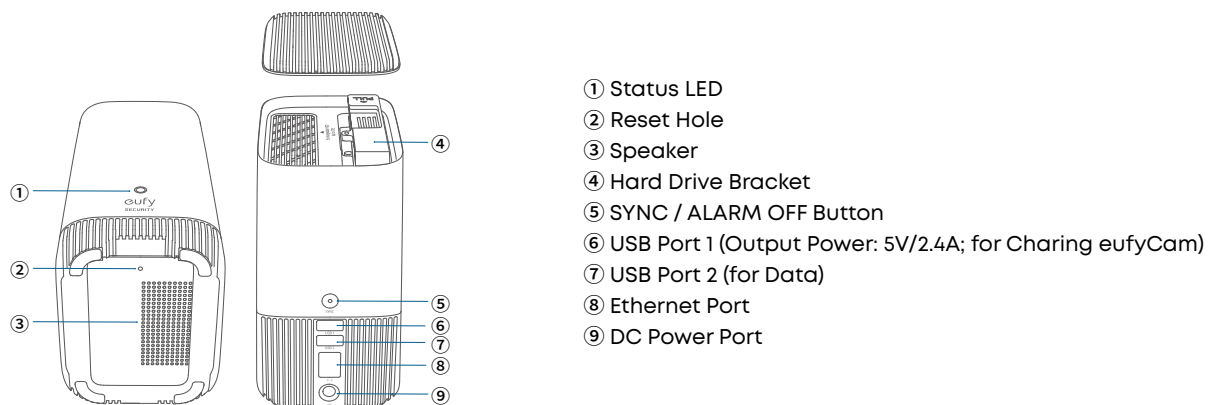 ①
eufy
SECURITY
②
③
④
⑤
SYNC
⑥
⑦
⑧
⑨
① Status LED
② Reset Hole
③ Speaker
④ Hard Drive Bracket
⑤ SYNC / ALARM OFF Button
⑥ USB Port 1 (Output Power: 5V/2.4A; for Charing eufyCam)
⑦ USB Port 2 (for Data)
⑧ Ethernet Port
⑨ DC Power Port